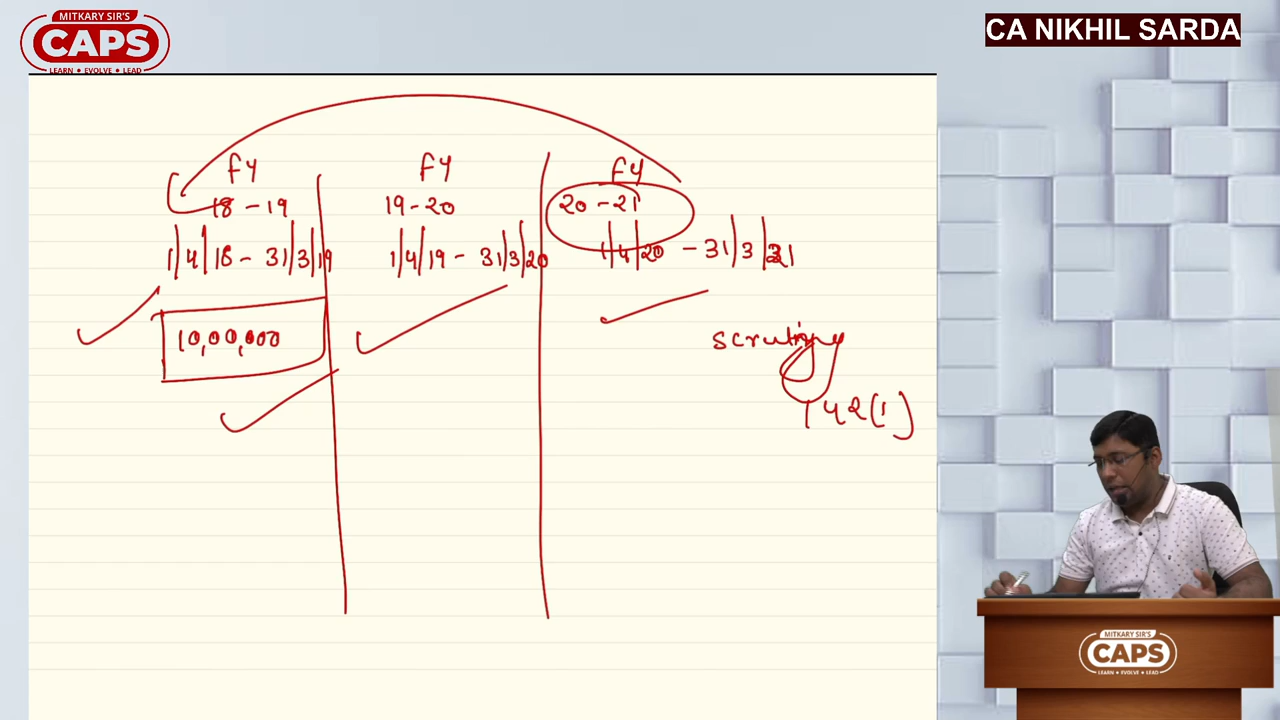 MITKARY SIR'S
CAPS
LEARN • EVOLVE • LEAD
CA NIKHIL SARDA
FY FY FY
18 - 19 19 - 20 20 - 21
1/4/18 - 31/3/19 1/4/19 - 31/3/20 1/4/20 - 31/3/21
10,00,000
scrutiny
142(1)
MITKARY SIR'S
CAPS
LEARN • EVOLVE • LEAD